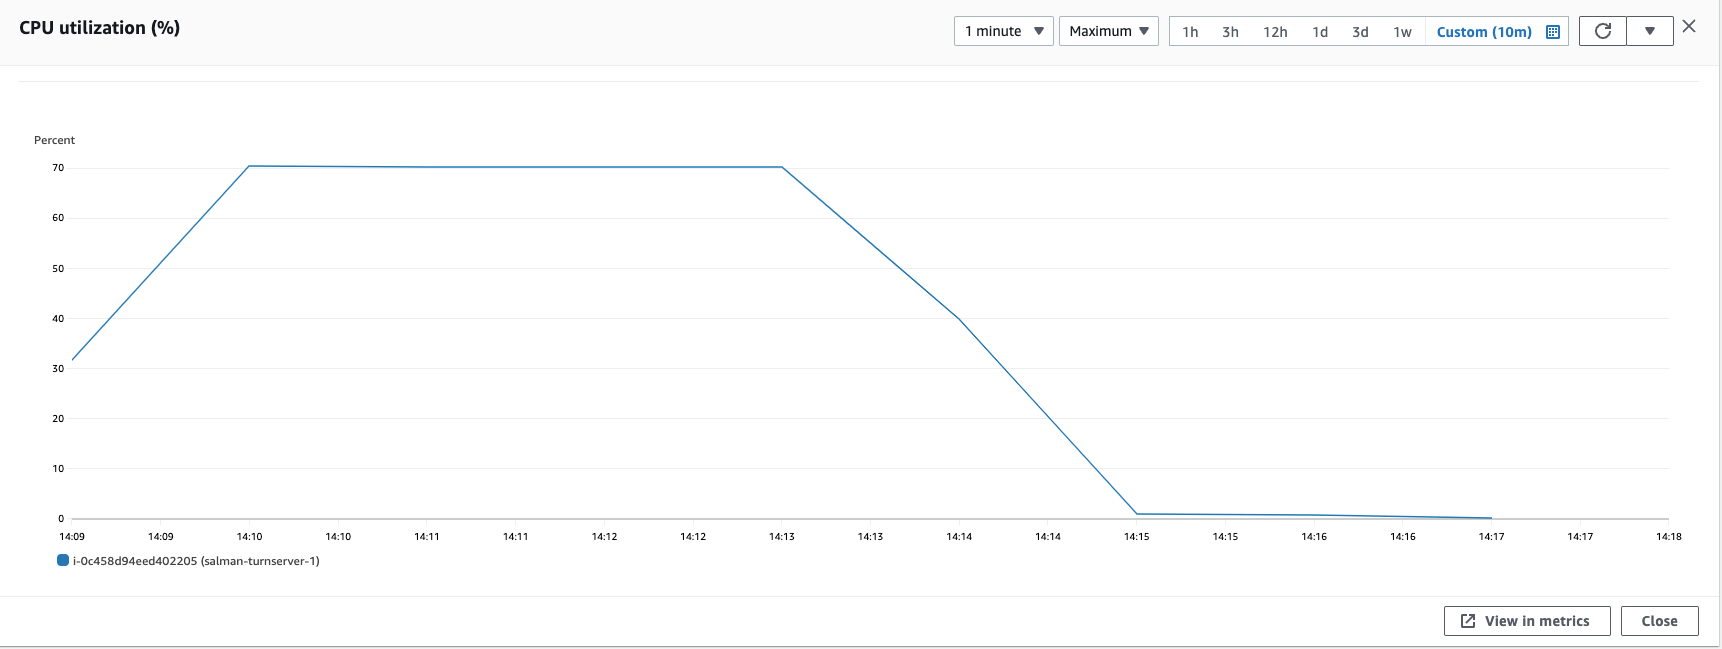 CPU utilization (%)
1 minute Maximum 1h 3h 12h 1d 3d 1w Custom (10m)
Percent
70
60
50
40
30
20
10
0
14:09 14:09 14:10 14:10 14:11 14:11 14:12 14:12 14:13 14:13 14:14 14:14 14:15 14:15 14:16 14:16 14:17 14:17 14:18
i-0c458d94eed402205 (salman-turnserver-1)
View in metrics Close